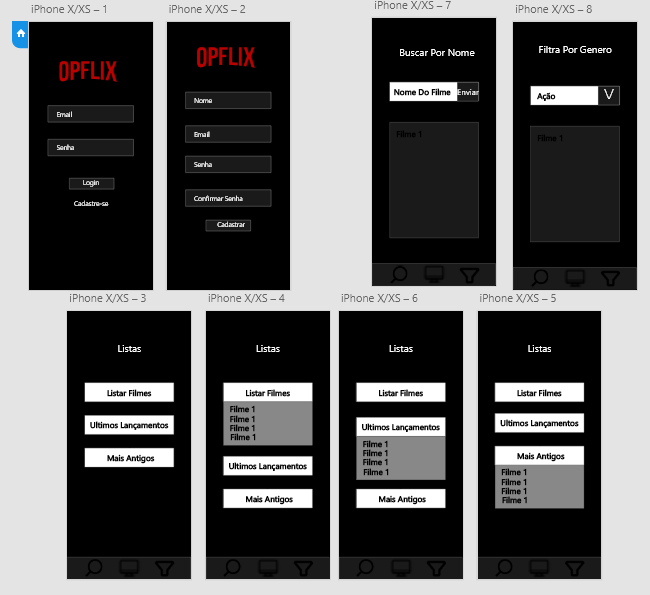 iPhone X/XS – 1
OPFLIX
Email
Senha
Login
Cadastre-se
iPhone X/XS – 2
OPFLIX
Nome
Email
Senha
Confirmar Senha
Cadastrar
iPhone X/XS – 7
Buscar Por Nome
Nome Do Filme
Enviar
Filme 1
iPhone X/XS – 8
Filtra Por Genero
Ação
V
Filme 1
iPhone X/XS – 3
Listas
Listar Filmes
Ultimos Lançamentos
Mais Antigos
iPhone X/XS – 4
Listas
Listar Filmes
Filme 1
Filme 1
Filme 1
Filme 1
Ultimos Lançamentos
Mais Antigos
iPhone X/XS – 6
Listas
Listar Filmes
Ultimos Lançamentos
Filme 1
Filme 1
Filme 1
Filme 1
Mais Antigos
iPhone X/XS – 5
Listas
Listar Filmes
Ultimos Lançamentos
Mais Antigos
Filme 1
Filme 1
Filme 1
Filme 1